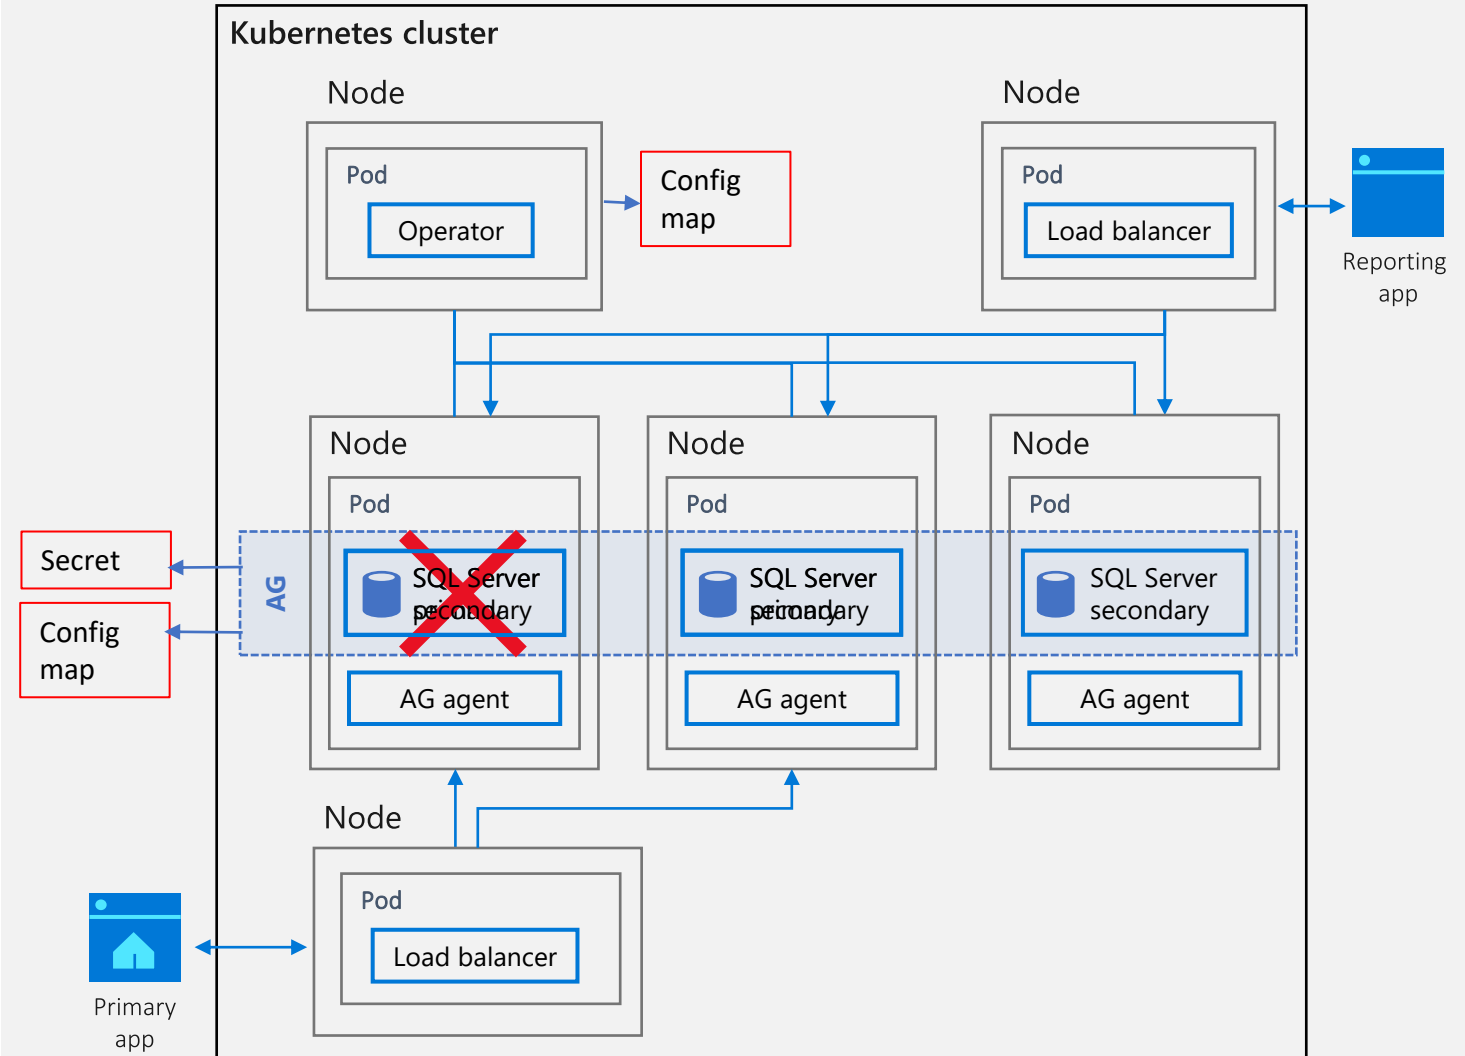 Kubernetes cluster
Node
Node
Pod
Operator
Config
map
Pod
Load balancer
Reporting
app
Node
Node
Node
Pod
Pod
Pod
Secret
Config
map
AG
SQL Server
secondary
SQL Server
SQL Server
secondary
AG agent
AG agent
AG agent
Node
Pod
Load balancer
Primary
app